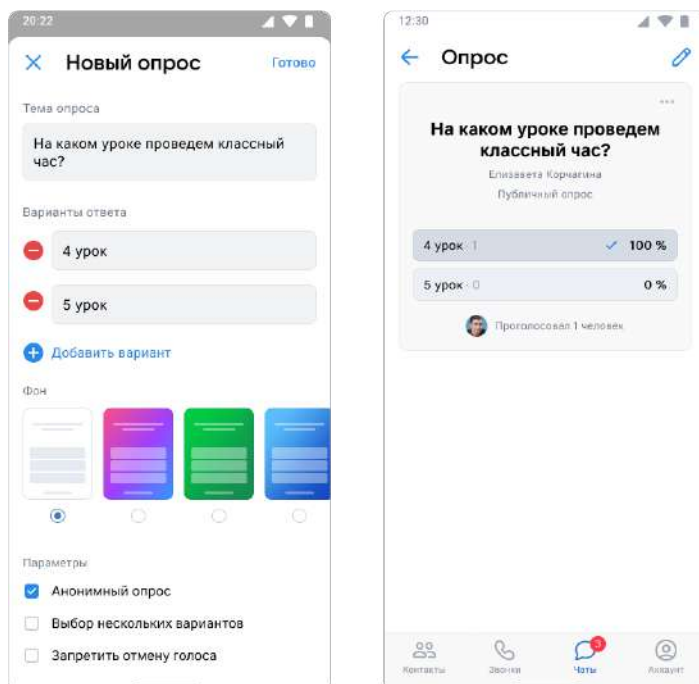 20:22
Новый опрос
Готово
Тема опроса
На каком уроке проведем классный
час?
Варианты ответа
4 урок
5 урок
Добавить вариант
Фон
Параметры
Анонимный опрос
Выбор нескольких вариантов
Запретить отмену голоса
12:30
Опрос
На каком уроке проведем
классный час?
Елизавета Корчагина
Публичный опрос
4 урок · 1
100 %
5 урок · 0
0 %
Проголосовал 1 человек
3
Контакты
Звонки
Чаты
Аккаунт